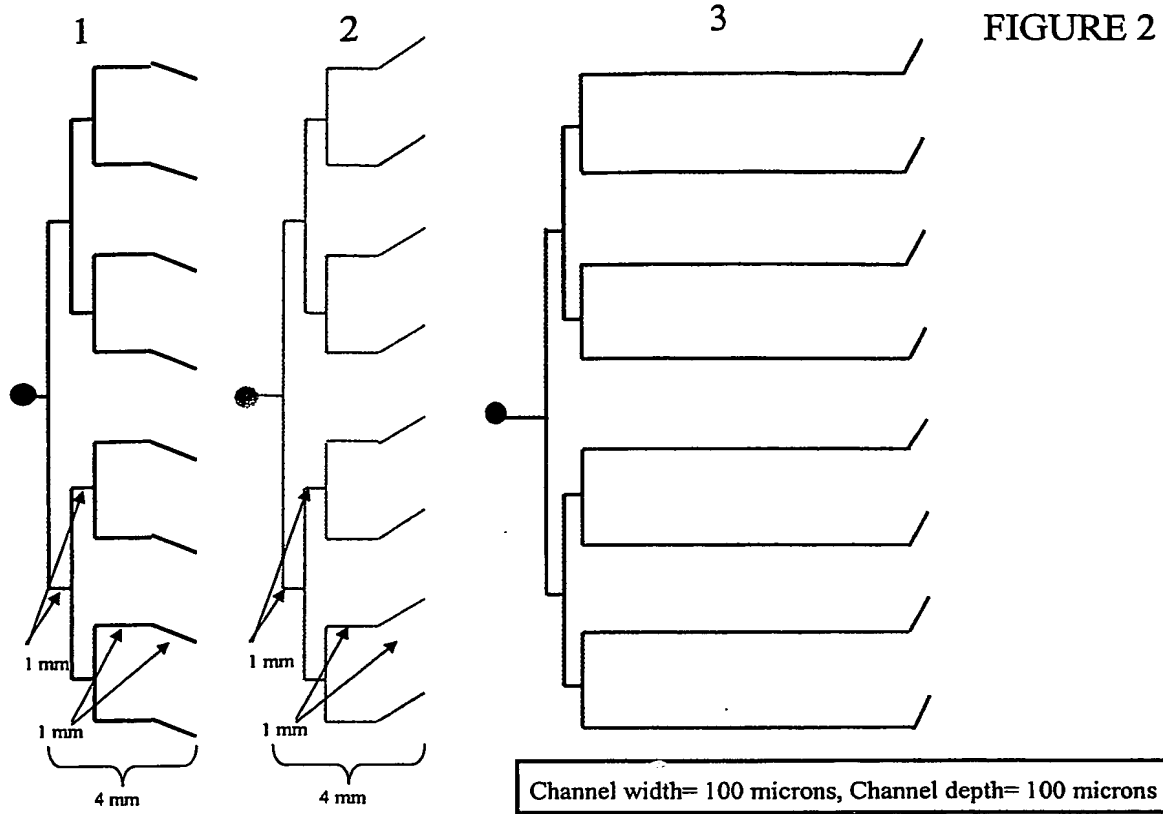 1
2
3
FIGURE 2
1 mm
1 mm
1 mm
1 mm
4 mm
4 mm
Channel width= 100 microns, Channel depth= 100 microns